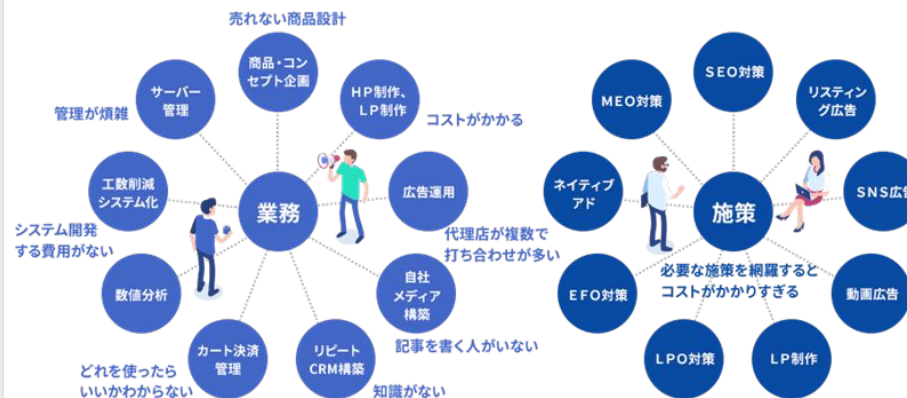 売れない商品設計
商品・コン
セプト企画
サーバー
管理
管理が煩雑
HP制作、
LP制作
コストがかかる
工数削減
システム化
システム開発
する費用がない
業務
広告運用
代理店が複数で
打ち合わせが多い
数値分析
自社
メディア
構築
記事を書く人がいない
カート決済
管理
どれを使ったら
いいかわからない
リピート
CRM構築
知識がない
SEO対策
MEO対策
リスティン
グ広告
ネイティブ
アド
施策
SNS広告
必要な施策を網羅すると
コストがかかりすぎる
EFO対策
動画広告
LPO対策
LP制作